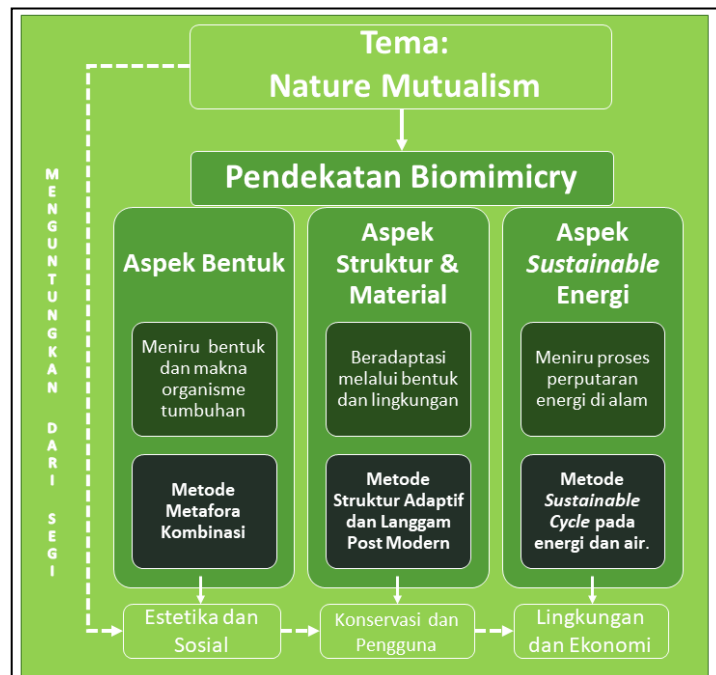 Tema:
Nature Mutualism
MENGUNTUNGKAN DARI SEGI
Pendekatan Biomimicry
Aspek Bentuk
Meniru bentuk
dan makna
organisme
tumbuhan
Metode
Metafora
Kombinasi
Estetika dan
Sosial
Aspek
Struktur &
Material
Beradaptasi
melalui bentuk
dan lingkungan
Metode
Struktur Adaptif
dan Langgam
Post Modern
Konservasi dan
Pengguna
Aspek
Sustainable
Energi
Meniru proses
perputaran
energi di alam
Metode
Sustainable
Cycle pada
energi dan air.
Lingkungan
dan Ekonomi